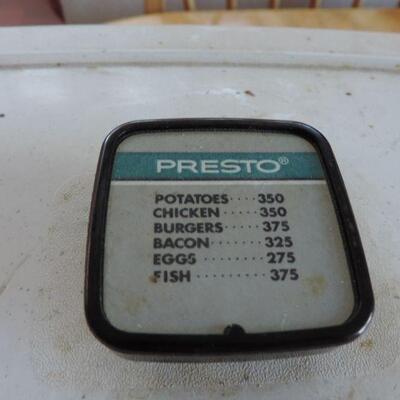 PRESTO®
POTATOES····350
CHICKEN·····350
BURGERS·····375
BACON·······325
EGGS········275
FISH·········375